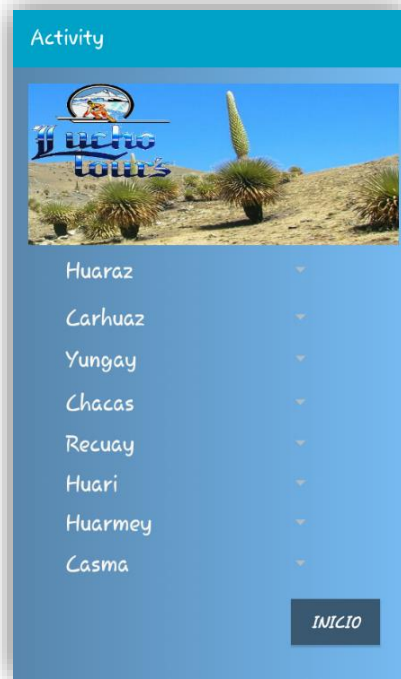 Activity
Lucho
tours
Huaraz
Carhuaz
Yungay
Chacas
Recuay
Huari
Huarmey
Casma
INICIO